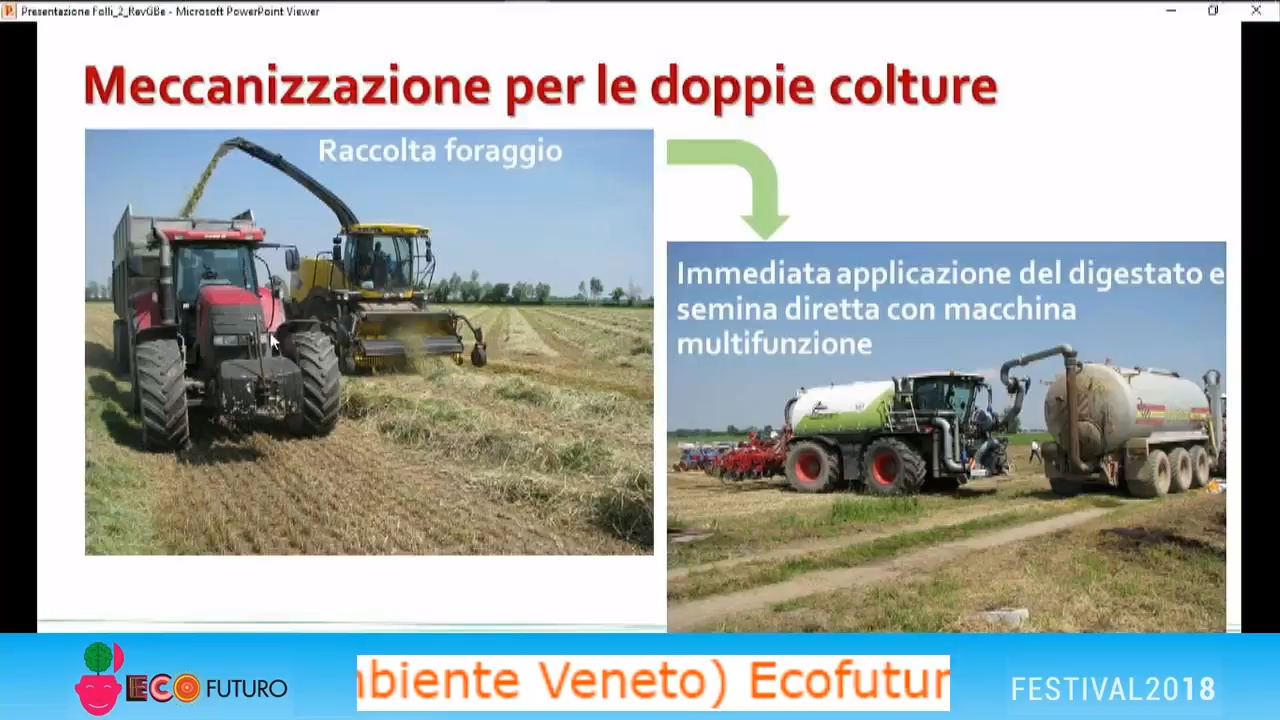 Presentazione Folli_2_RevGBe - Microsoft PowerPoint Viewer
Meccanizzazione per le doppie colture
Raccolta foraggio
Immediata applicazione del digestato e
semina diretta con macchina
multifunzione
ECO FUTURO
mbiente Veneto) Ecofutur
FESTIVAL2018